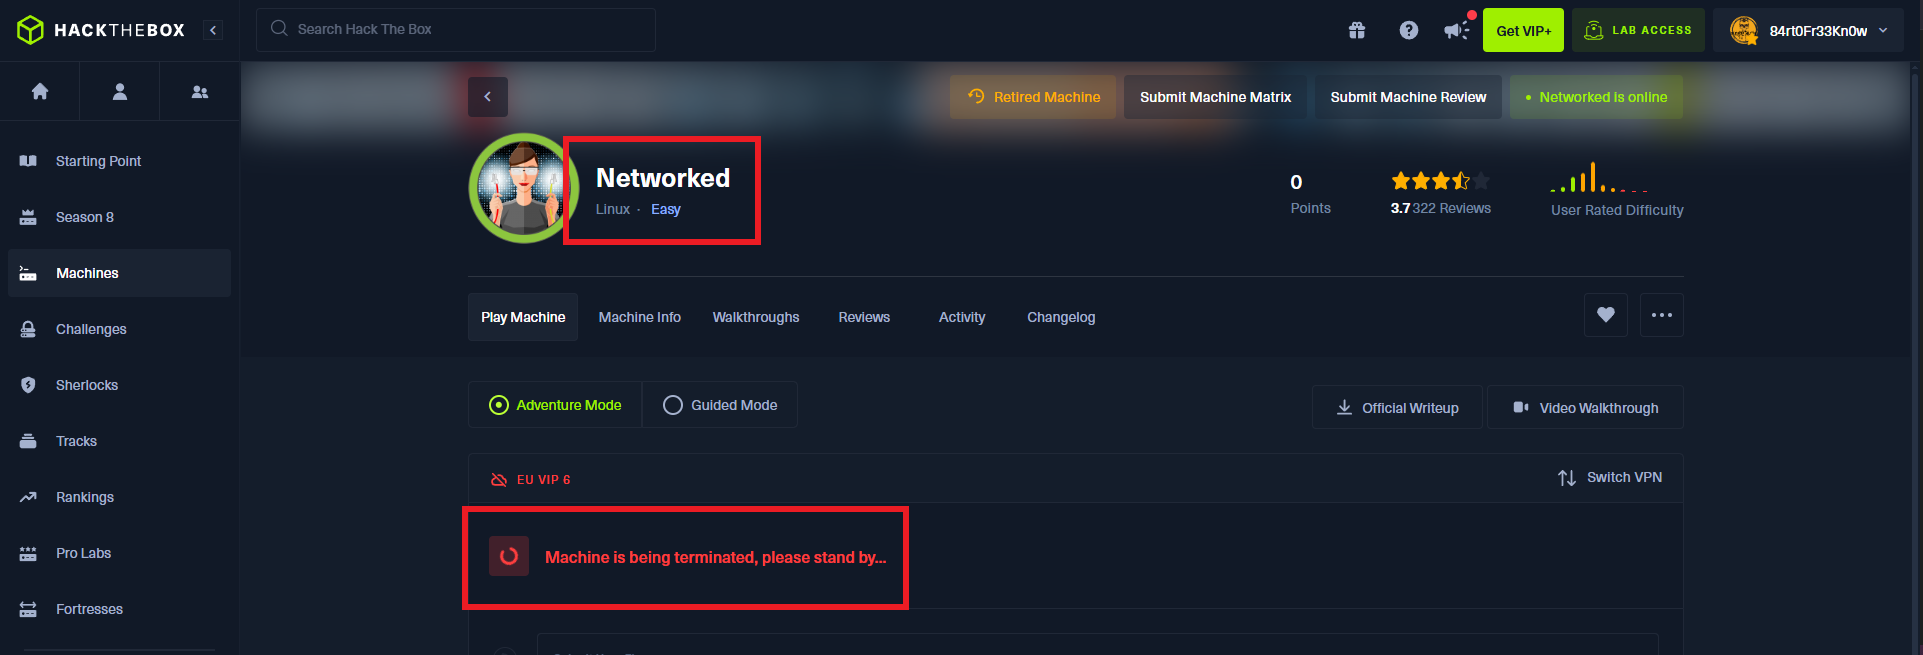 HACKTHEBOX
Search Hack The Box
Get VIP+
LAB ACCESS
84rt0Fr33Kn0w
Starting Point
Season 8
Machines
Challenges
Sherlocks
Tracks
Rankings
Pro Labs
Fortresses
Retired Machine
Submit Machine Matrix
Submit Machine Review
Networked is online
Networked
Linux · Easy
0
Points
3.7 322 Reviews
User Rated Difficulty
Play Machine
Machine Info
Walkthroughs
Reviews
Activity
Changelog
Adventure Mode
Guided Mode
Official Writeup
Video Walkthrough
EU VIP 6
Switch VPN
Machine is being terminated, please stand by...